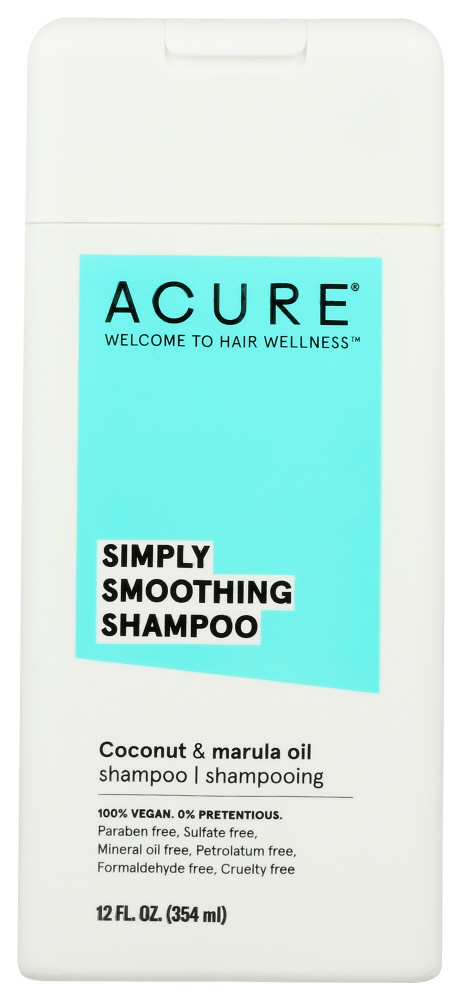 ACURE®
WELCOME TO HAIR WELLNESS™
SIMPLY
SMOOTHING
SHAMPOO
Coconut & marula oil
shampoo | shampooing
100% VEGAN. 0% PRETENTIOUS.
Paraben free, Sulfate free,
Mineral oil free, Petrolatum free,
Formaldehyde free, Cruelty free
12 FL. OZ. (354 ml)